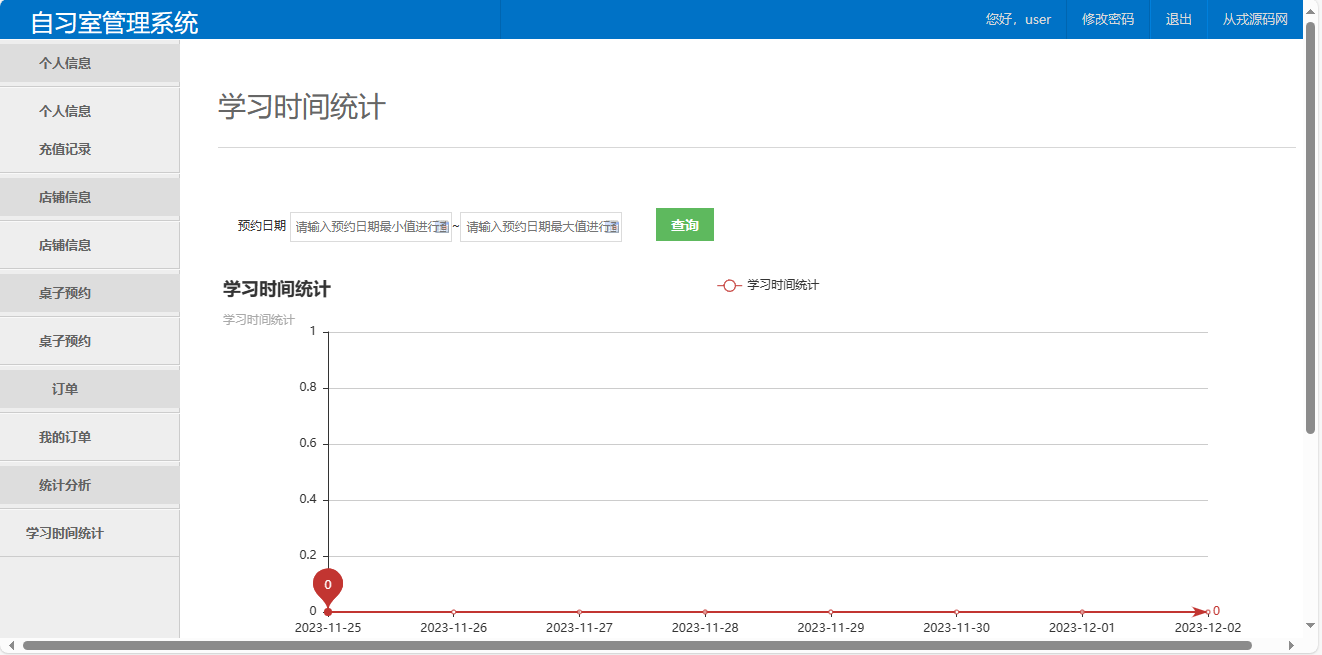 自习室管理系统
您好，user 修改密码 退出 从戎源码网
个人信息
个人信息
充值记录
店铺信息
店铺信息
桌子预约
桌子预约
订单
我的订单
统计分析
学习时间统计
学习时间统计
预约日期 请输入预约日期最小值进行 ~ 请输入预约日期最大值进行 查询
学习时间统计
学习时间统计
学习时间统计
1
0.8
0.6
0.4
0.2
0
0
0
2023-11-25 2023-11-26 2023-11-27 2023-11-28 2023-11-29 2023-11-30 2023-12-01 2023-12-02